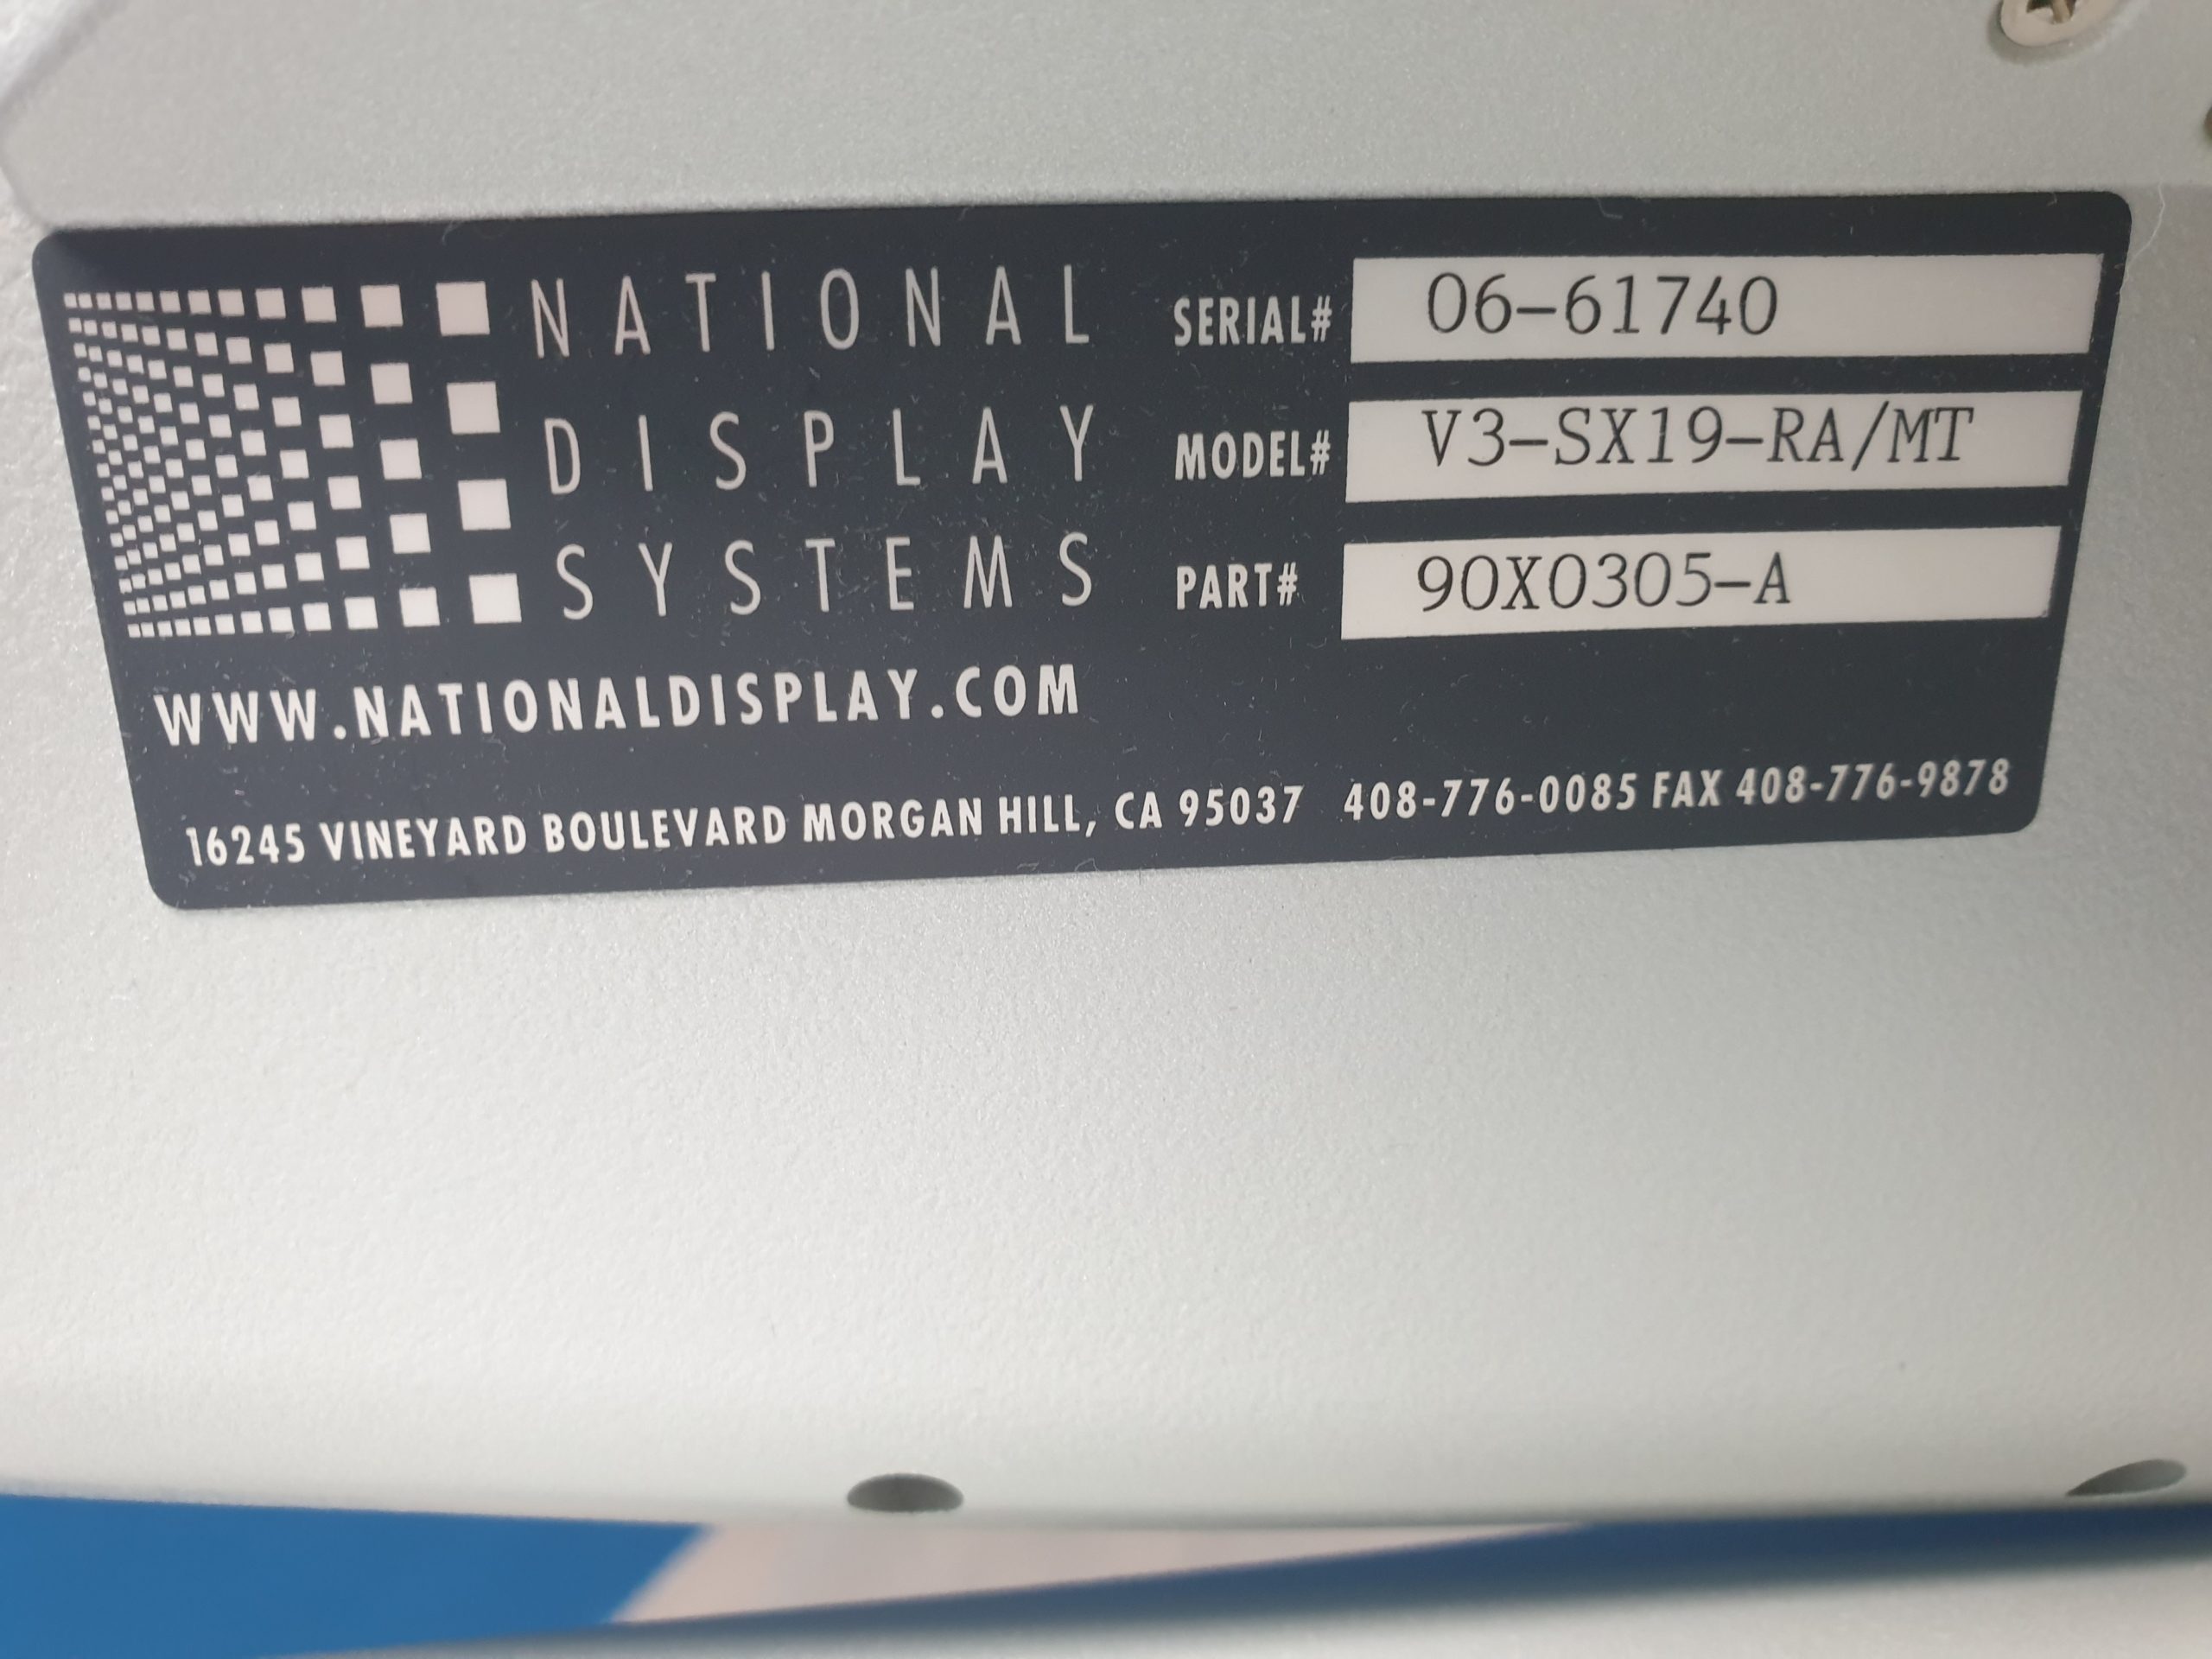 NATIONAL
DISPLAY
SYSTEMS
SERIAL# 06-61740
MODEL# V3-SX19-RA/MT
PART# 90X0305-A
WWW.NATIONALDISPLAY.COM
16245 VINEYARD BOULEVARD MORGAN HILL, CA 95037 408-776-0085 FAX 408-776-9878